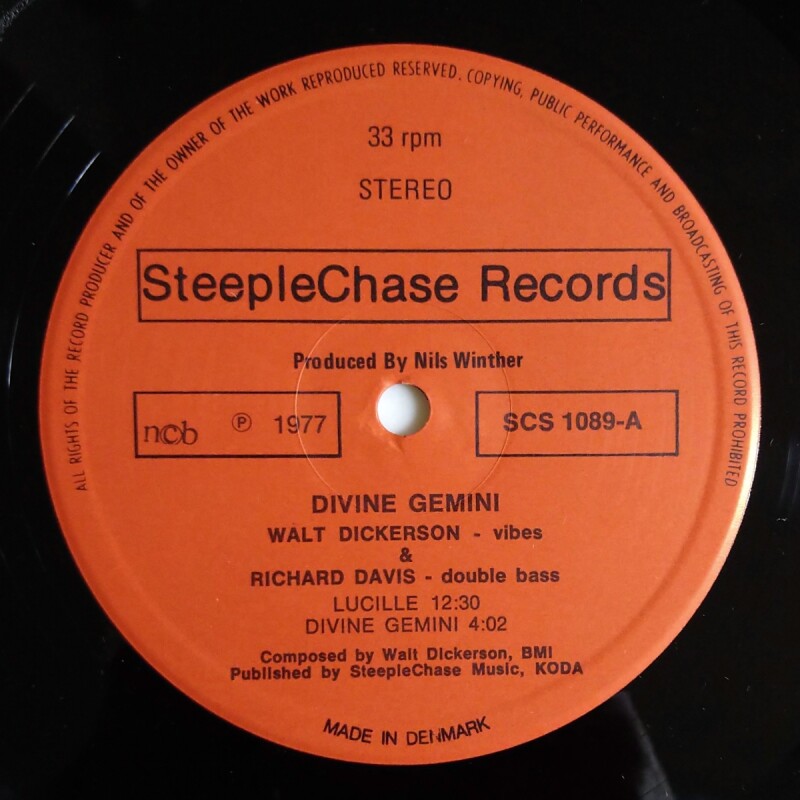 ALL RIGHTS OF THE RECORD PRODUCER AND OF THE OWNER OF THE WORK REPRODUCED RESERVED. COPYING, PUBLIC PERFORMANCE AND BROADCASTING OF THIS RECORD PROHIBITED
33 rpm
STEREO
SteepleChase Records
Produced By Nils Winther
ncb ℗ 1977
SCS 1089-A
DIVINE GEMINI
WALT DICKERSON - vibes
&
RICHARD DAVIS - double bass
LUCILLE 12:30
DIVINE GEMINI 4:02
Composed by Walt Dickerson, BMI
Published by SteepleChase Music, KODA
MADE IN DENMARK